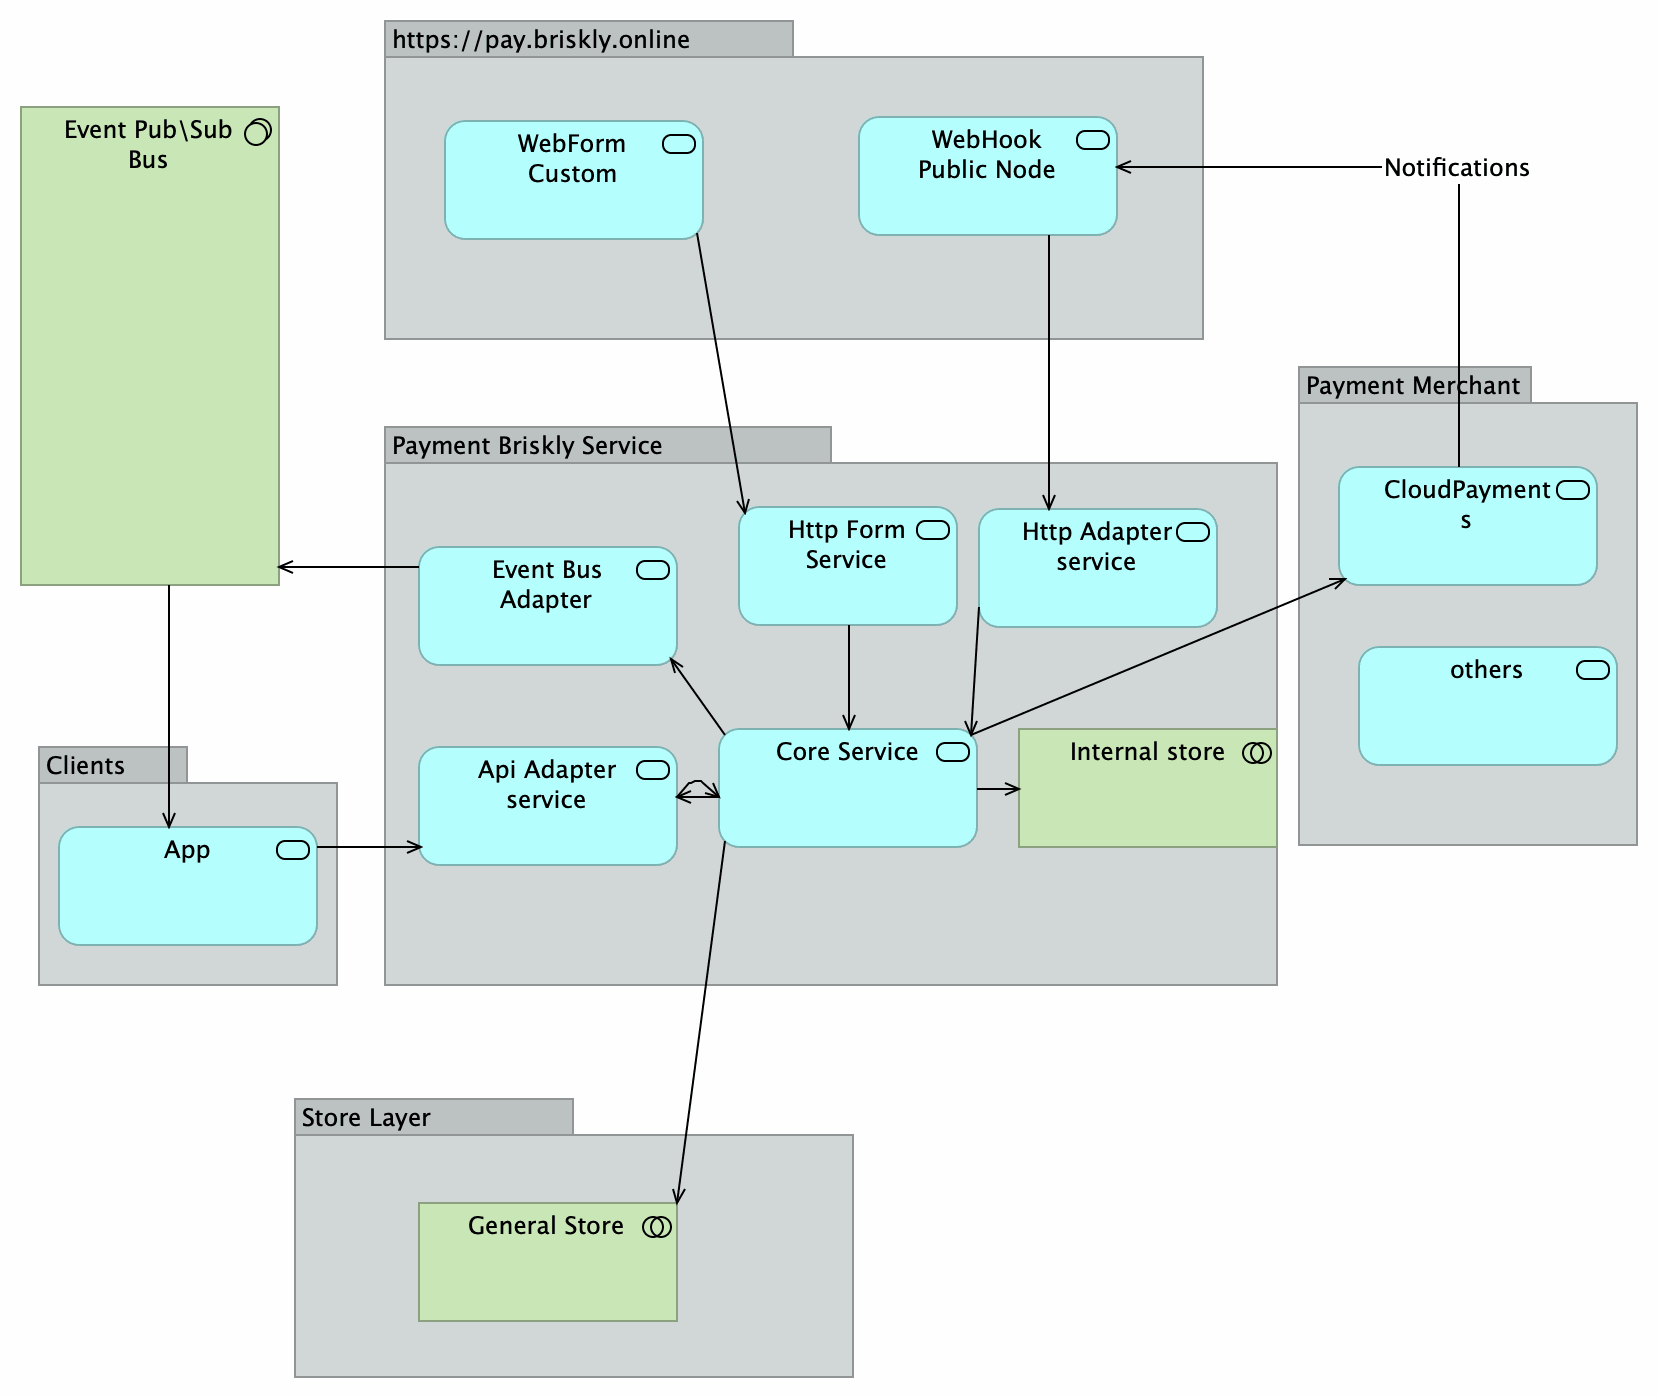 https://pay.briskly.online
Event Pub\Sub
Bus
WebForm
Custom
WebHook
Public Node
Notifications
Payment Merchant
Payment Briskly Service
CloudPayment
s
Http Form
Service
Http Adapter
service
Event Bus
Adapter
others
Core Service
Internal store
Api Adapter
service
Clients
App
Store Layer
General Store